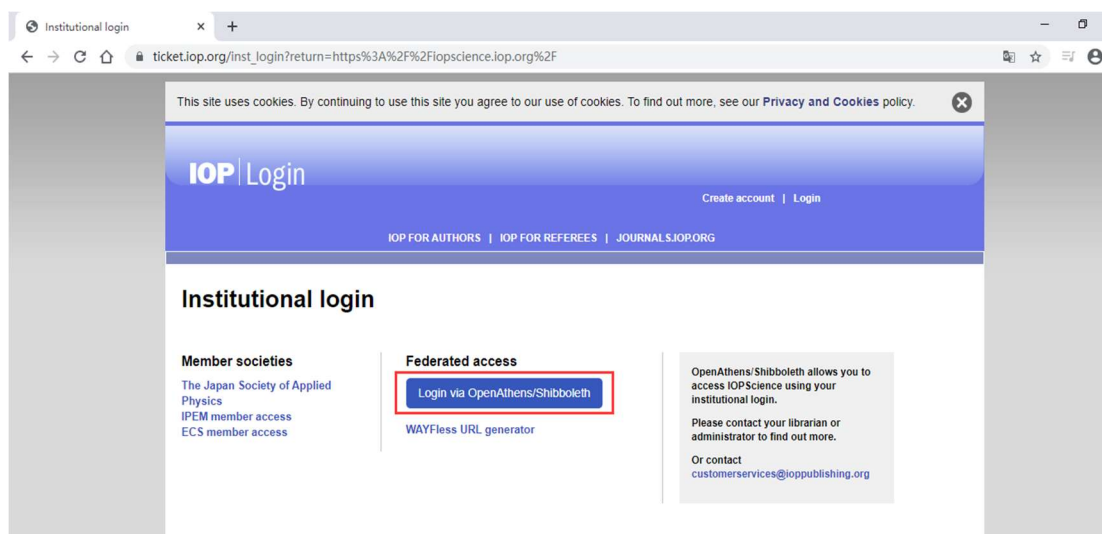 Institutional login
ticket.iop.org/inst_login?return=https%3A%2F%2Fiopscience.iop.org%2F
This site uses cookies. By continuing to use this site you agree to our use of cookies. To find out more, see our Privacy and Cookies policy.
IOP Login
Create account | Login
IOP FOR AUTHORS | IOP FOR REFEREES | JOURNALS.IOP.ORG
Institutional login
Member societies
The Japan Society of Applied
Physics
IPEM member access
ECS member access
Federated access
Login via OpenAthens/Shibboleth
WAYFless URL generator
OpenAthens/Shibboleth allows you to
access IOPScience using your
institutional login.
Please contact your librarian or
administrator to find out more.
Or contact
customerservices@ioppublishing.org